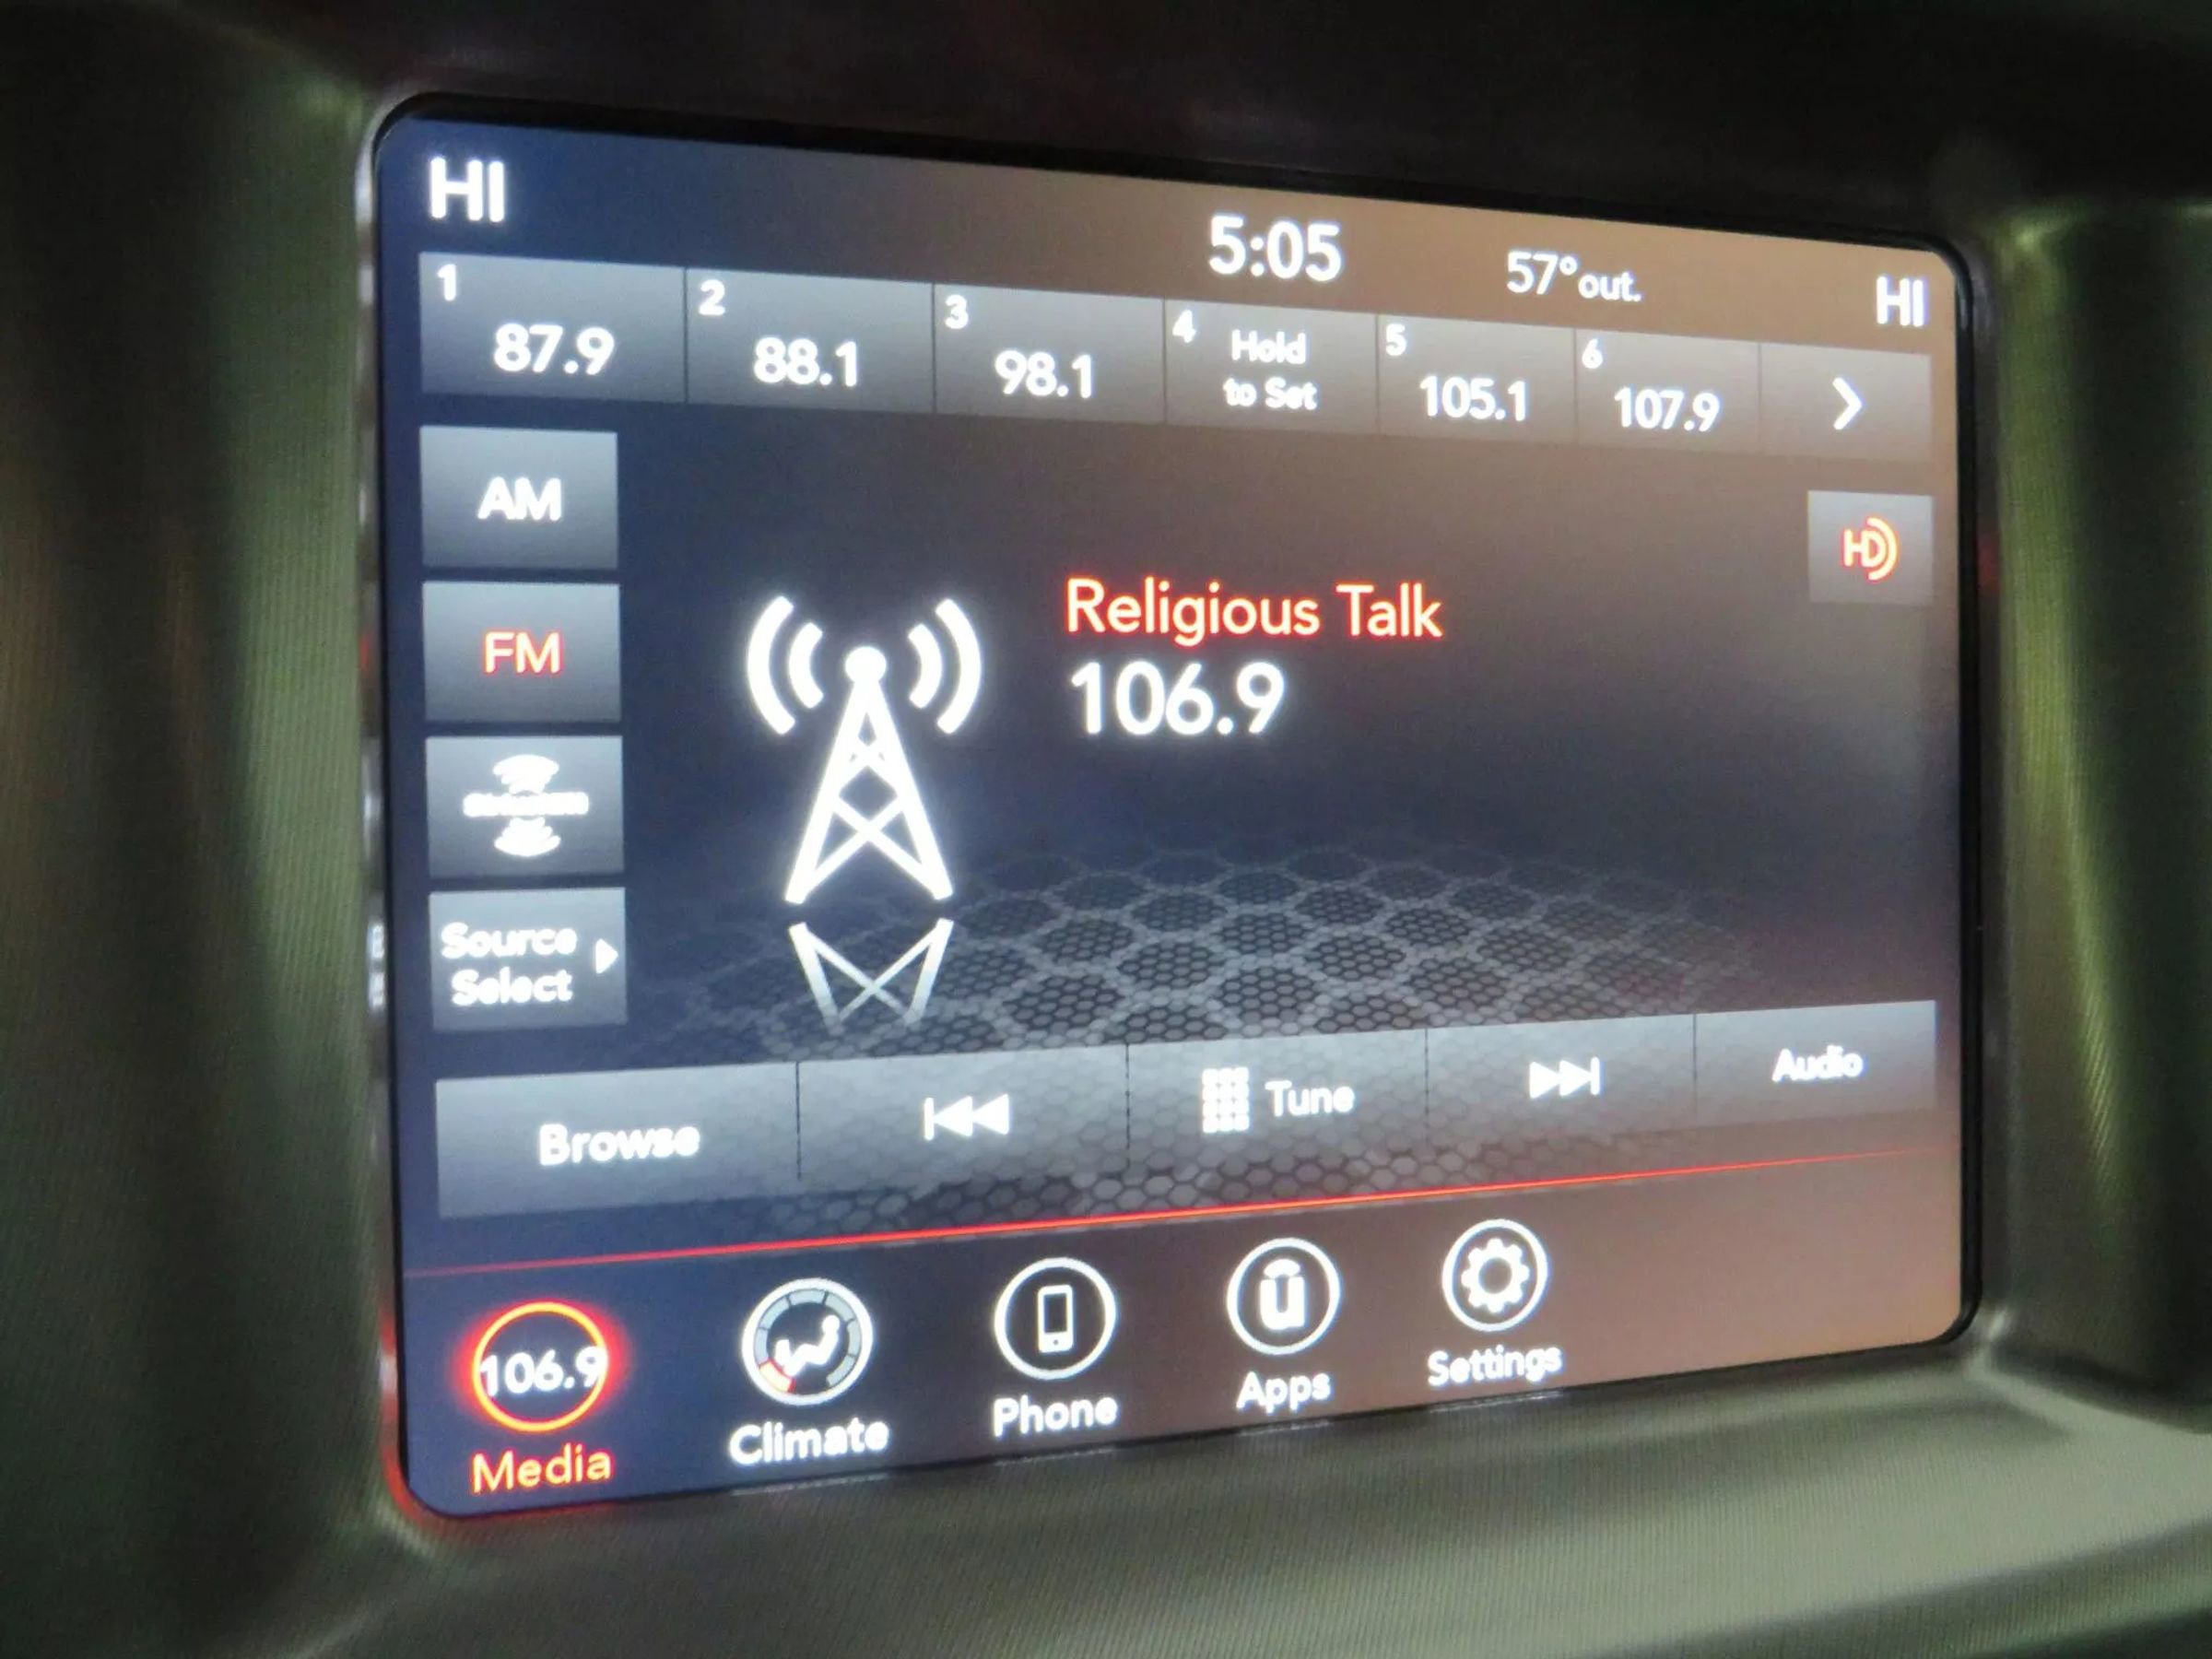 HI
5:05
57° out.
HI
1
87.9
2
88.1
3
98.1
4
Hold
to Set
5
105.1
6
107.9
AM
HD
FM
Religious Talk
106.9
Source
Select
Browse
Tune
Audio
106.9
Media
Climate
Phone
u
Apps
Settings